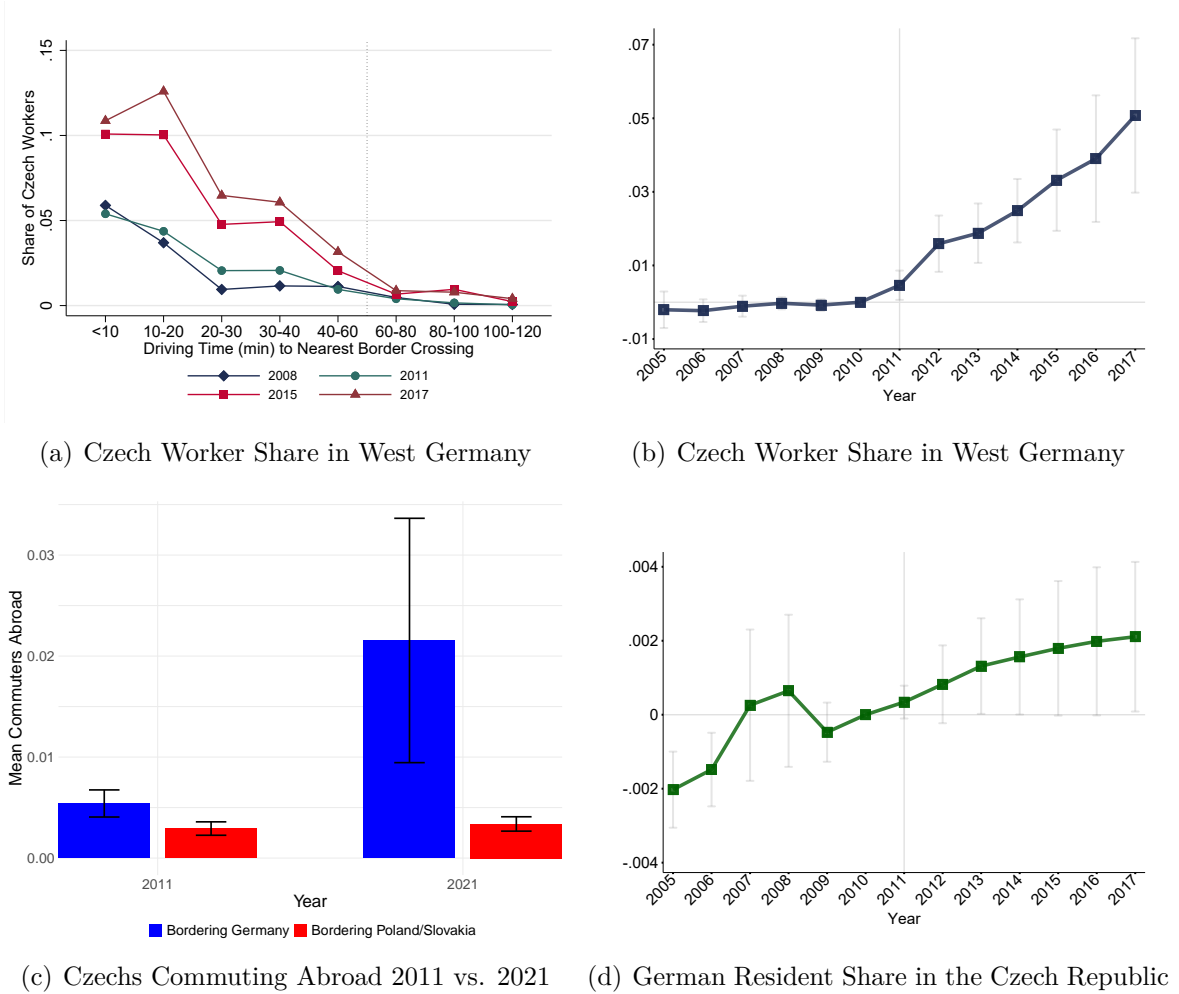 Share of Czech Workers
.15
.1
.05
0
<10 10-20 20-30 30-40 40-60 60-80 80-100 100-120
Driving Time (min) to Nearest Border Crossing
2008 2011
2015 2017
(a) Czech Worker Share in West Germany
.07
.05
.03
.01
-.01
2005 2006 2007 2008 2009 2010 2011 2012 2013 2014 2015 2016 2017
Year
(b) Czech Worker Share in West Germany
Mean Commuters Abroad
0.03
0.02
0.01
0.00
2011 2021
Year
Bordering Germany Bordering Poland/Slovakia
(c) Czechs Commuting Abroad 2011 vs. 2021
.004
.002
0
-.002
-.004
2005 2006 2007 2008 2009 2010 2011 2012 2013 2014 2015 2016 2017
Year
(d) German Resident Share in the Czech Republic